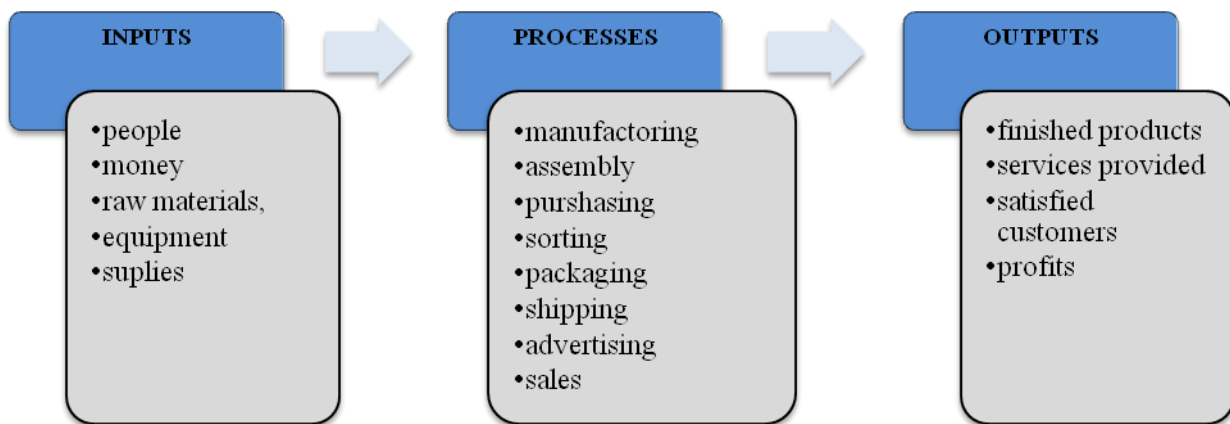 INPUTS
•people
•money
•raw materials,
•equipment
•suplies
PROCESSES
•manufactoring
•assembly
•purshasing
•sorting
•packaging
•shipping
•advertising
•sales
OUTPUTS
•finished products
•services provided
•satisfied
customers
•profits